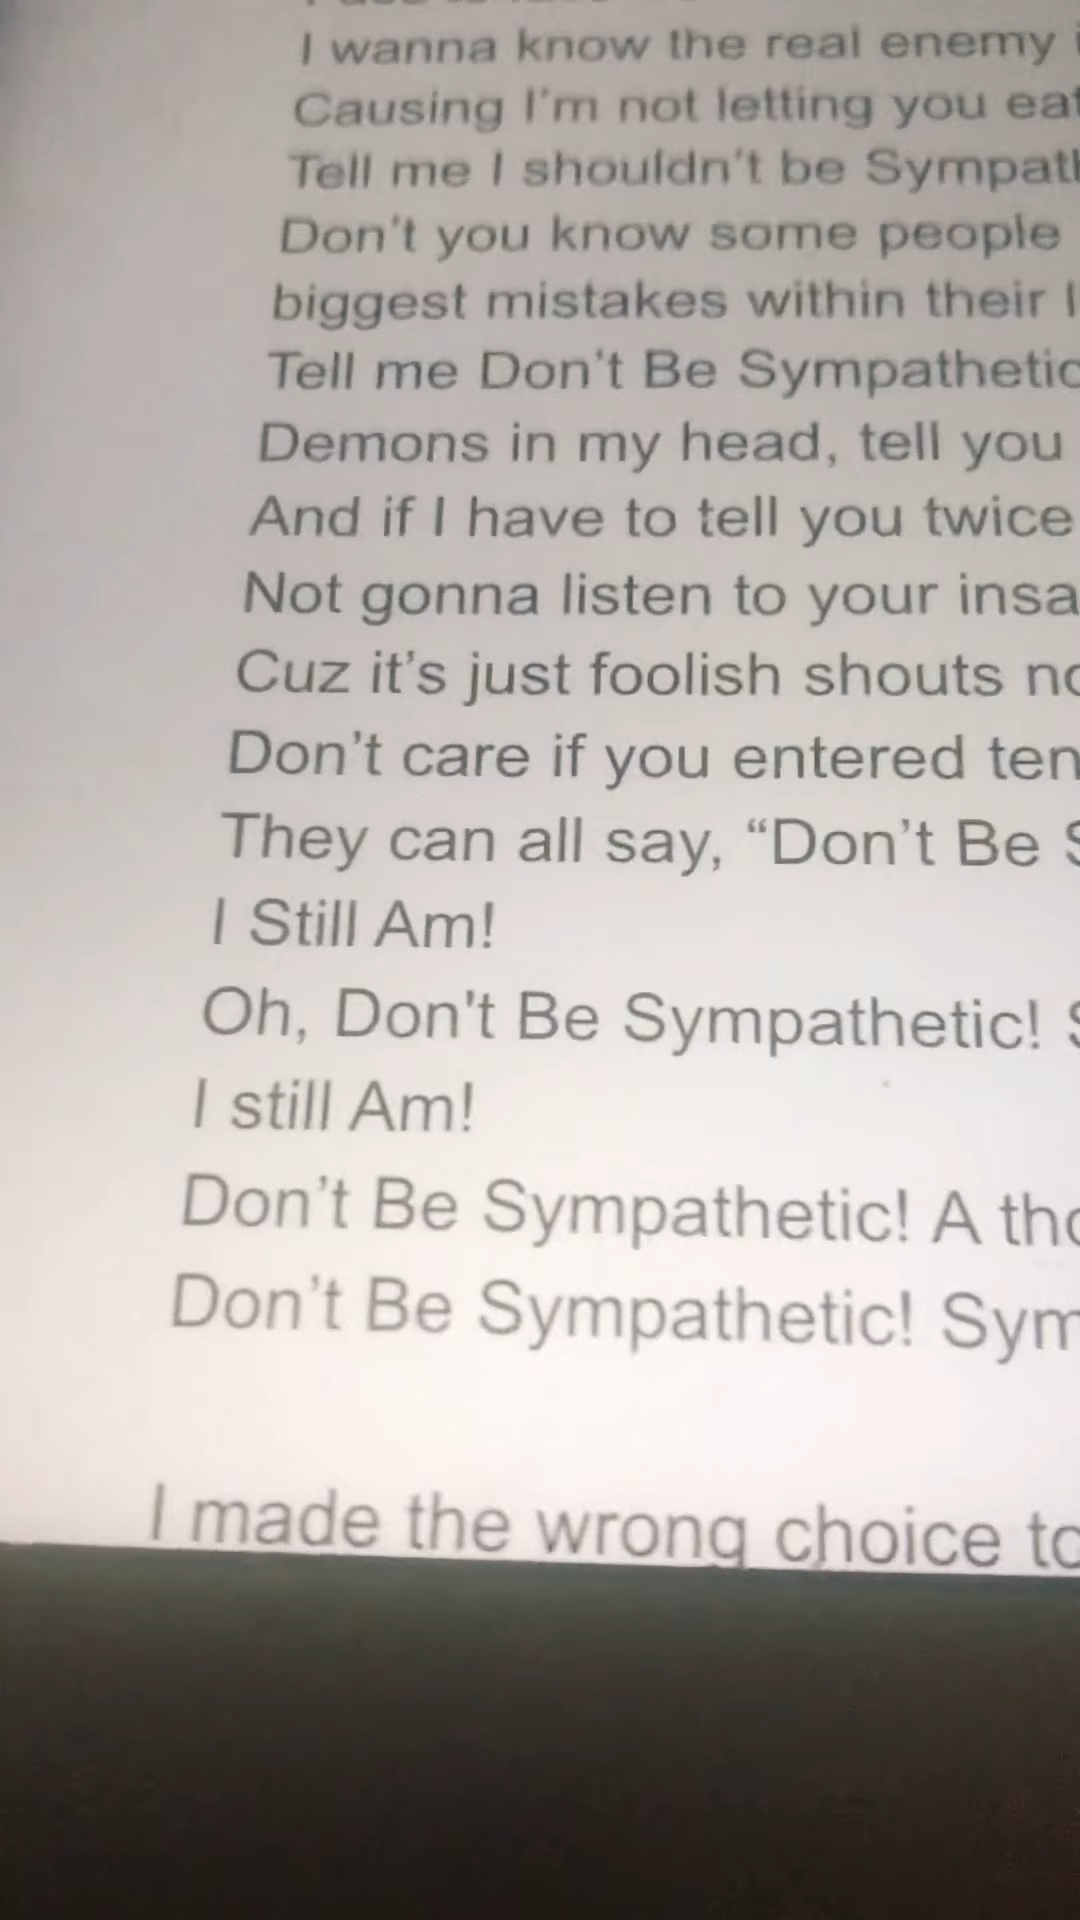 I wanna know the real enemy
Causing I'm not letting you
Tell me I shouldn't be
Don't you know some people
biggest mistakes within their
Tell me Don't Be Sympathetic
Demons in my head, tell you
And if I have to tell you twice
Not gonna listen to your
Cuz it's just foolish shouts
Don't care if you entered
They can all say, “Don't Be
I Still Am!
Oh, Don't Be Sympathetic!
I still Am!
Don't Be Sympathetic! A
Don't Be Sympathetic!
I made the wrong choice